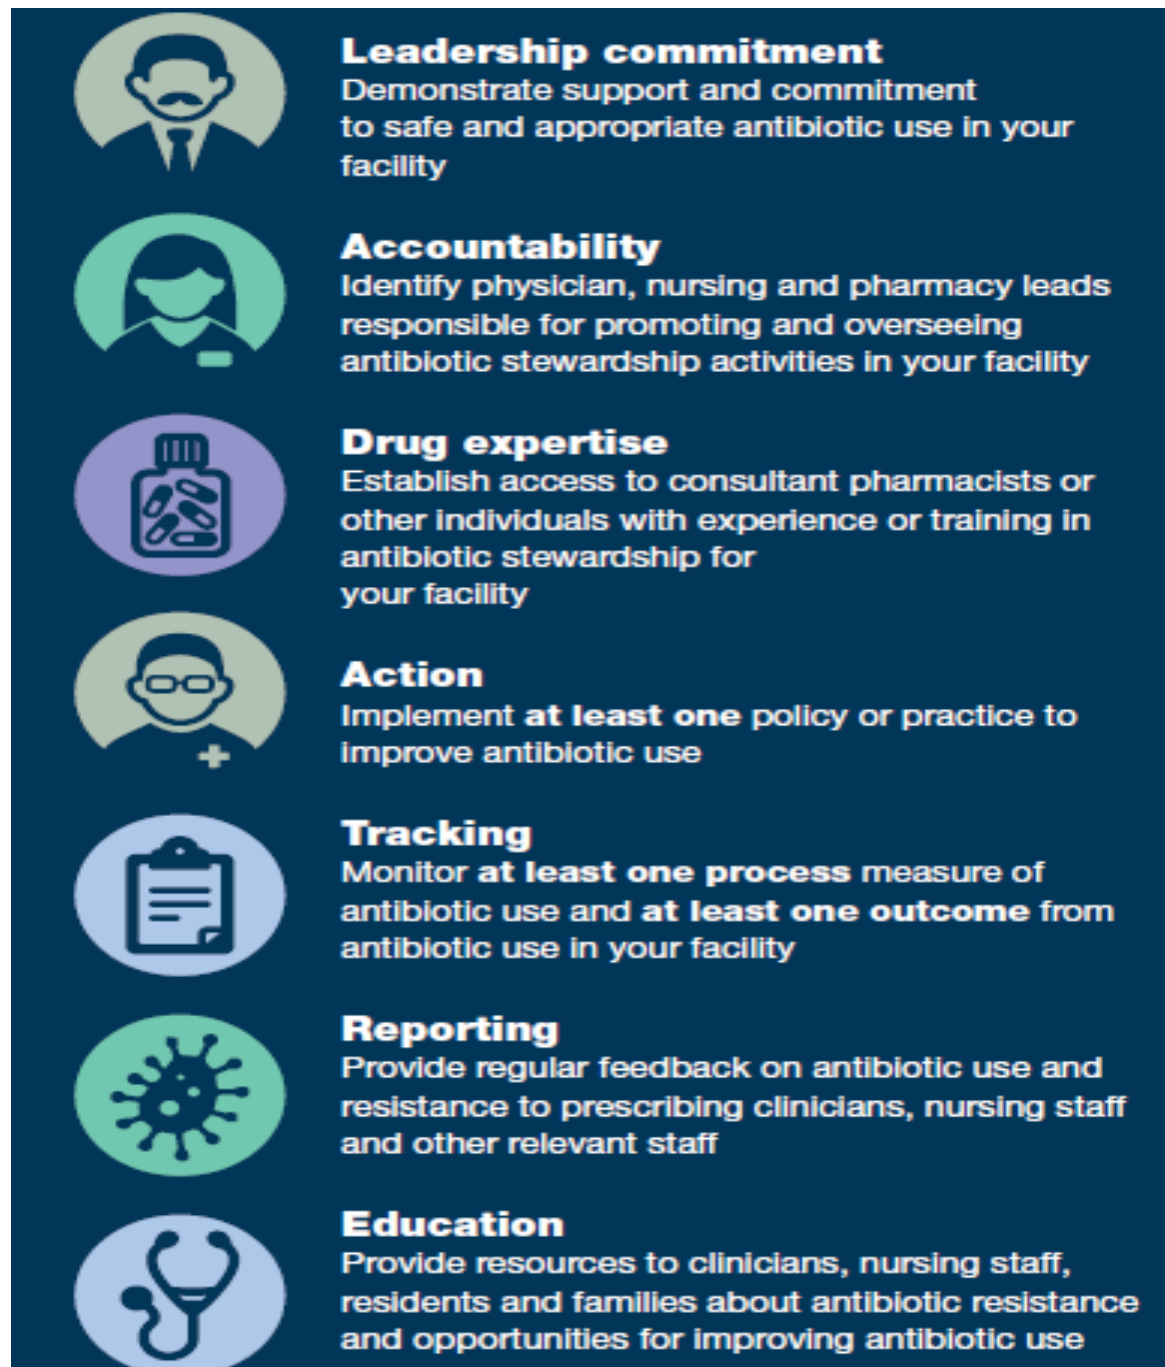 Leadership commitment
Demonstrate support and commitment
to safe and appropriate antibiotic use in your
facility
Accountability
Identify physician, nursing and pharmacy leads
responsible for promoting and overseeing
antibiotic stewardship activities in your facility
Drug expertise
Establish access to consultant pharmacists or
other individuals with experience or training in
antibiotic stewardship for
your facility
Action
Implement at least one policy or practice to
improve antibiotic use
Tracking
Monitor at least one process measure of
antibiotic use and at least one outcome from
antibiotic use in your facility
Reporting
Provide regular feedback on antibiotic use and
resistance to prescribing clinicians, nursing staff
and other relevant staff
Education
Provide resources to clinicians, nursing staff,
residents and families about antibiotic resistance
and opportunities for improving antibiotic use